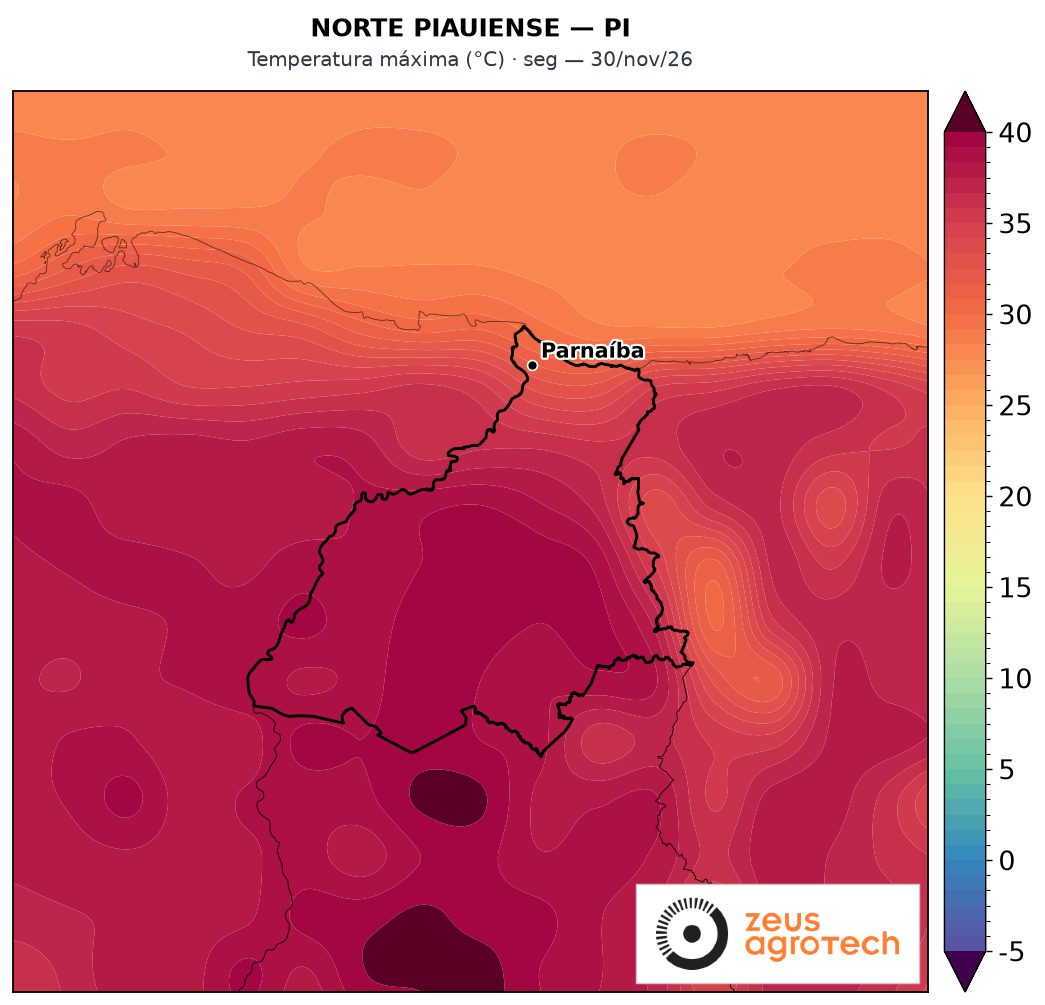 NORTE PIAUIENSE — PI
Temperatura máxima (°C) · seg — 30/nov/26
Parnaíba
40
35
30
25
20
15
10
5
0
-5
zeus
agrotech